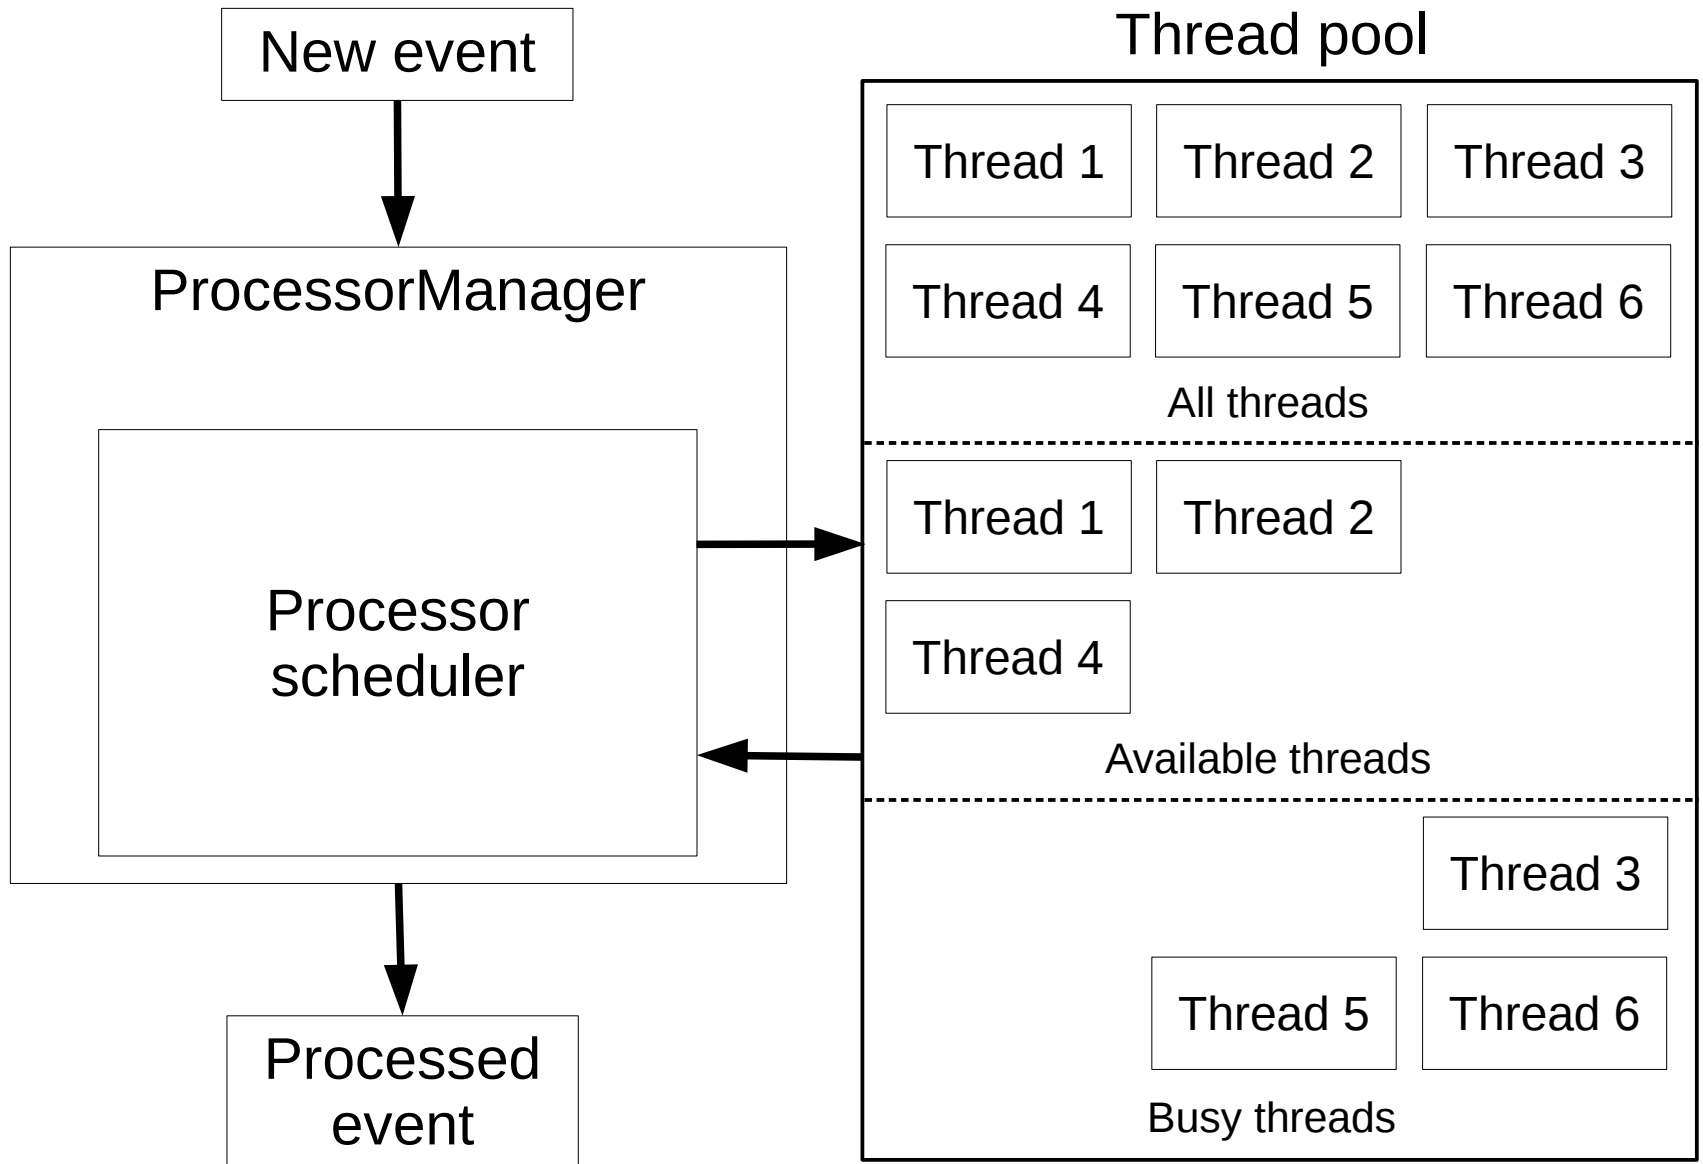 New event
ProcessorManager
Processor
scheduler
Processed
event
Thread pool
Thread 1 Thread 2 Thread 3
Thread 4 Thread 5 Thread 6
All threads
Thread 1 Thread 2
Thread 4
Available threads
Thread 3
Thread 5 Thread 6
Busy threads